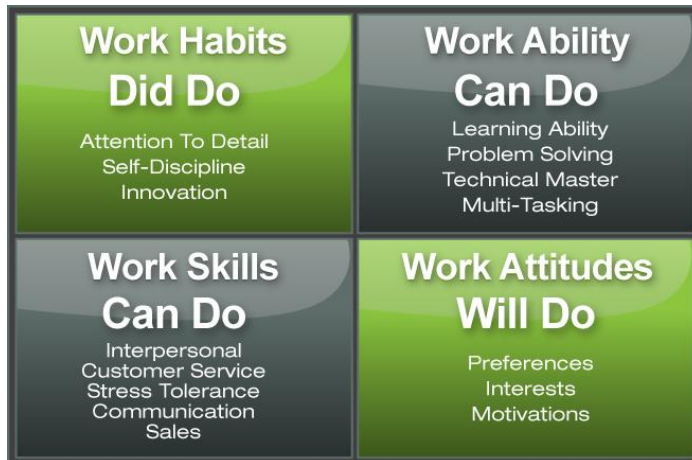 Work Habits
Did Do
Attention To Detail
Self-Discipline
Innovation
Work Ability
Can Do
Learning Ability
Problem Solving
Technical Master
Multi-Tasking
Work Skills
Can Do
Interpersonal
Customer Service
Stress Tolerance
Communication
Sales
Work Attitudes
Will Do
Preferences
Interests
Motivations